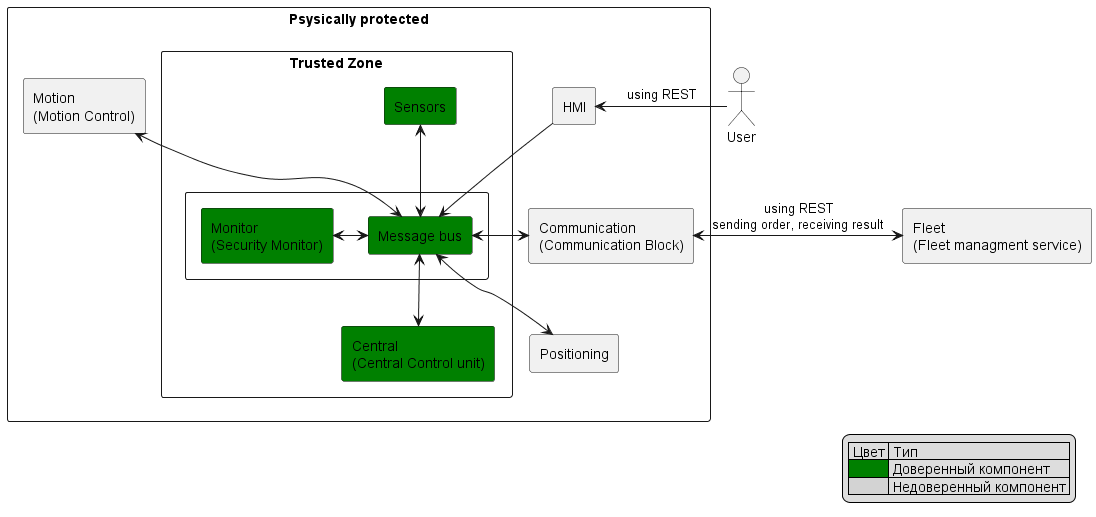 Psysically protected
Trusted Zone
Motion
(Motion Control)
Sensors
HMI
using REST
User
Monitor
(Security Monitor)
Message bus
Communication
(Communication Block)
using REST
sending order, receiving result
Fleet
(Fleet managment service)
Central
(Central Control unit)
Positioning
Цвет Тип
Доверенный компонент
Недоверенный компонент